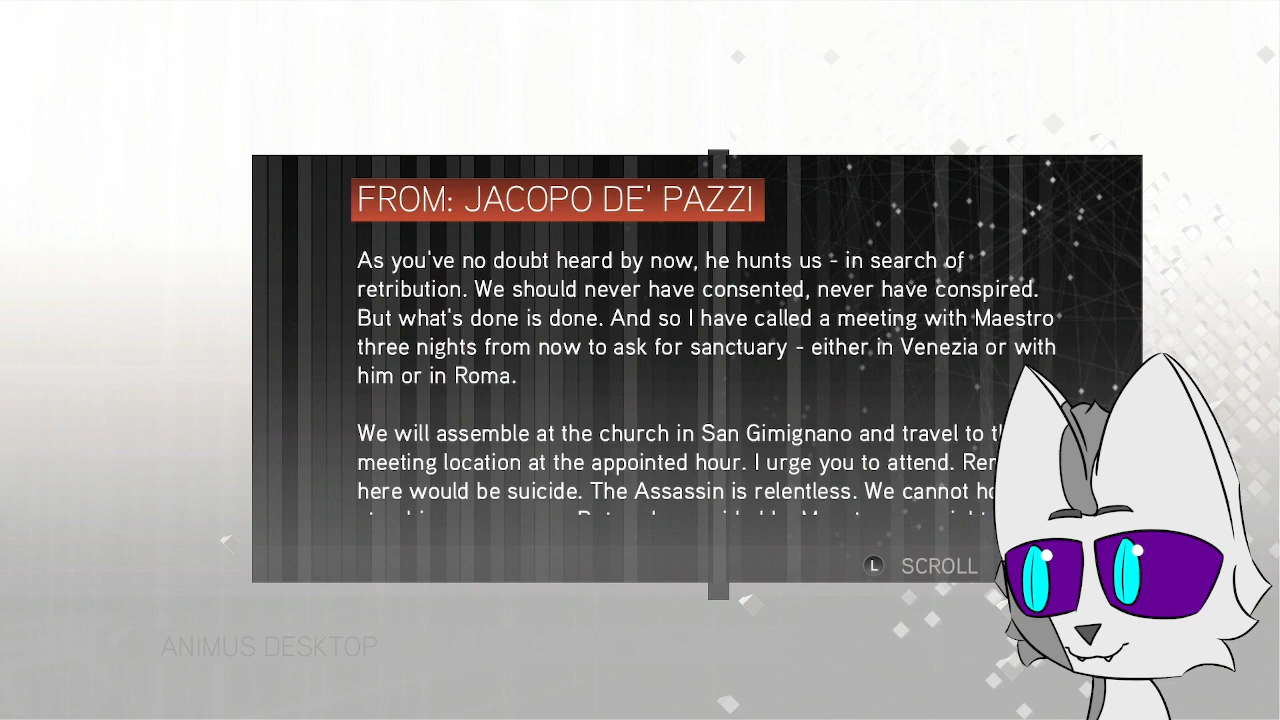 FROM: JACOPO DE' PAZZI
As you've no doubt heard by now, he hunts us - in search of
retribution. We should never have consented, never have conspired.
But what's done is done. And so I have called a meeting with Maestro
three nights from now to ask for sanctuary - either in Venezia or with
him or in Roma.
We will assemble at the church in San Gimignano and travel to
meeting location at the appointed hour. I urge you to attend.
here would be suicide. The Assassin is relentless. We cannot
L SCROLL
ANIMUS DESKTOP